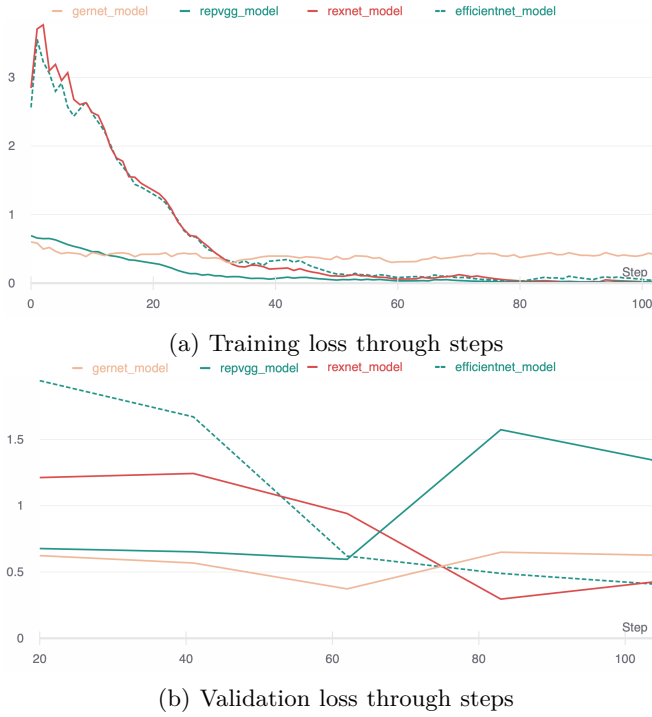 gernet_model repvgg_model rexnet_model efficientnet_model
3
2
1
0
Step
0 20 40 60 80 100
(a) Training loss through steps
gernet_model repvgg_model rexnet_model efficientnet_model
1.5
1
0.5
0
Step
20 40 60 80 100
(b) Validation loss through steps